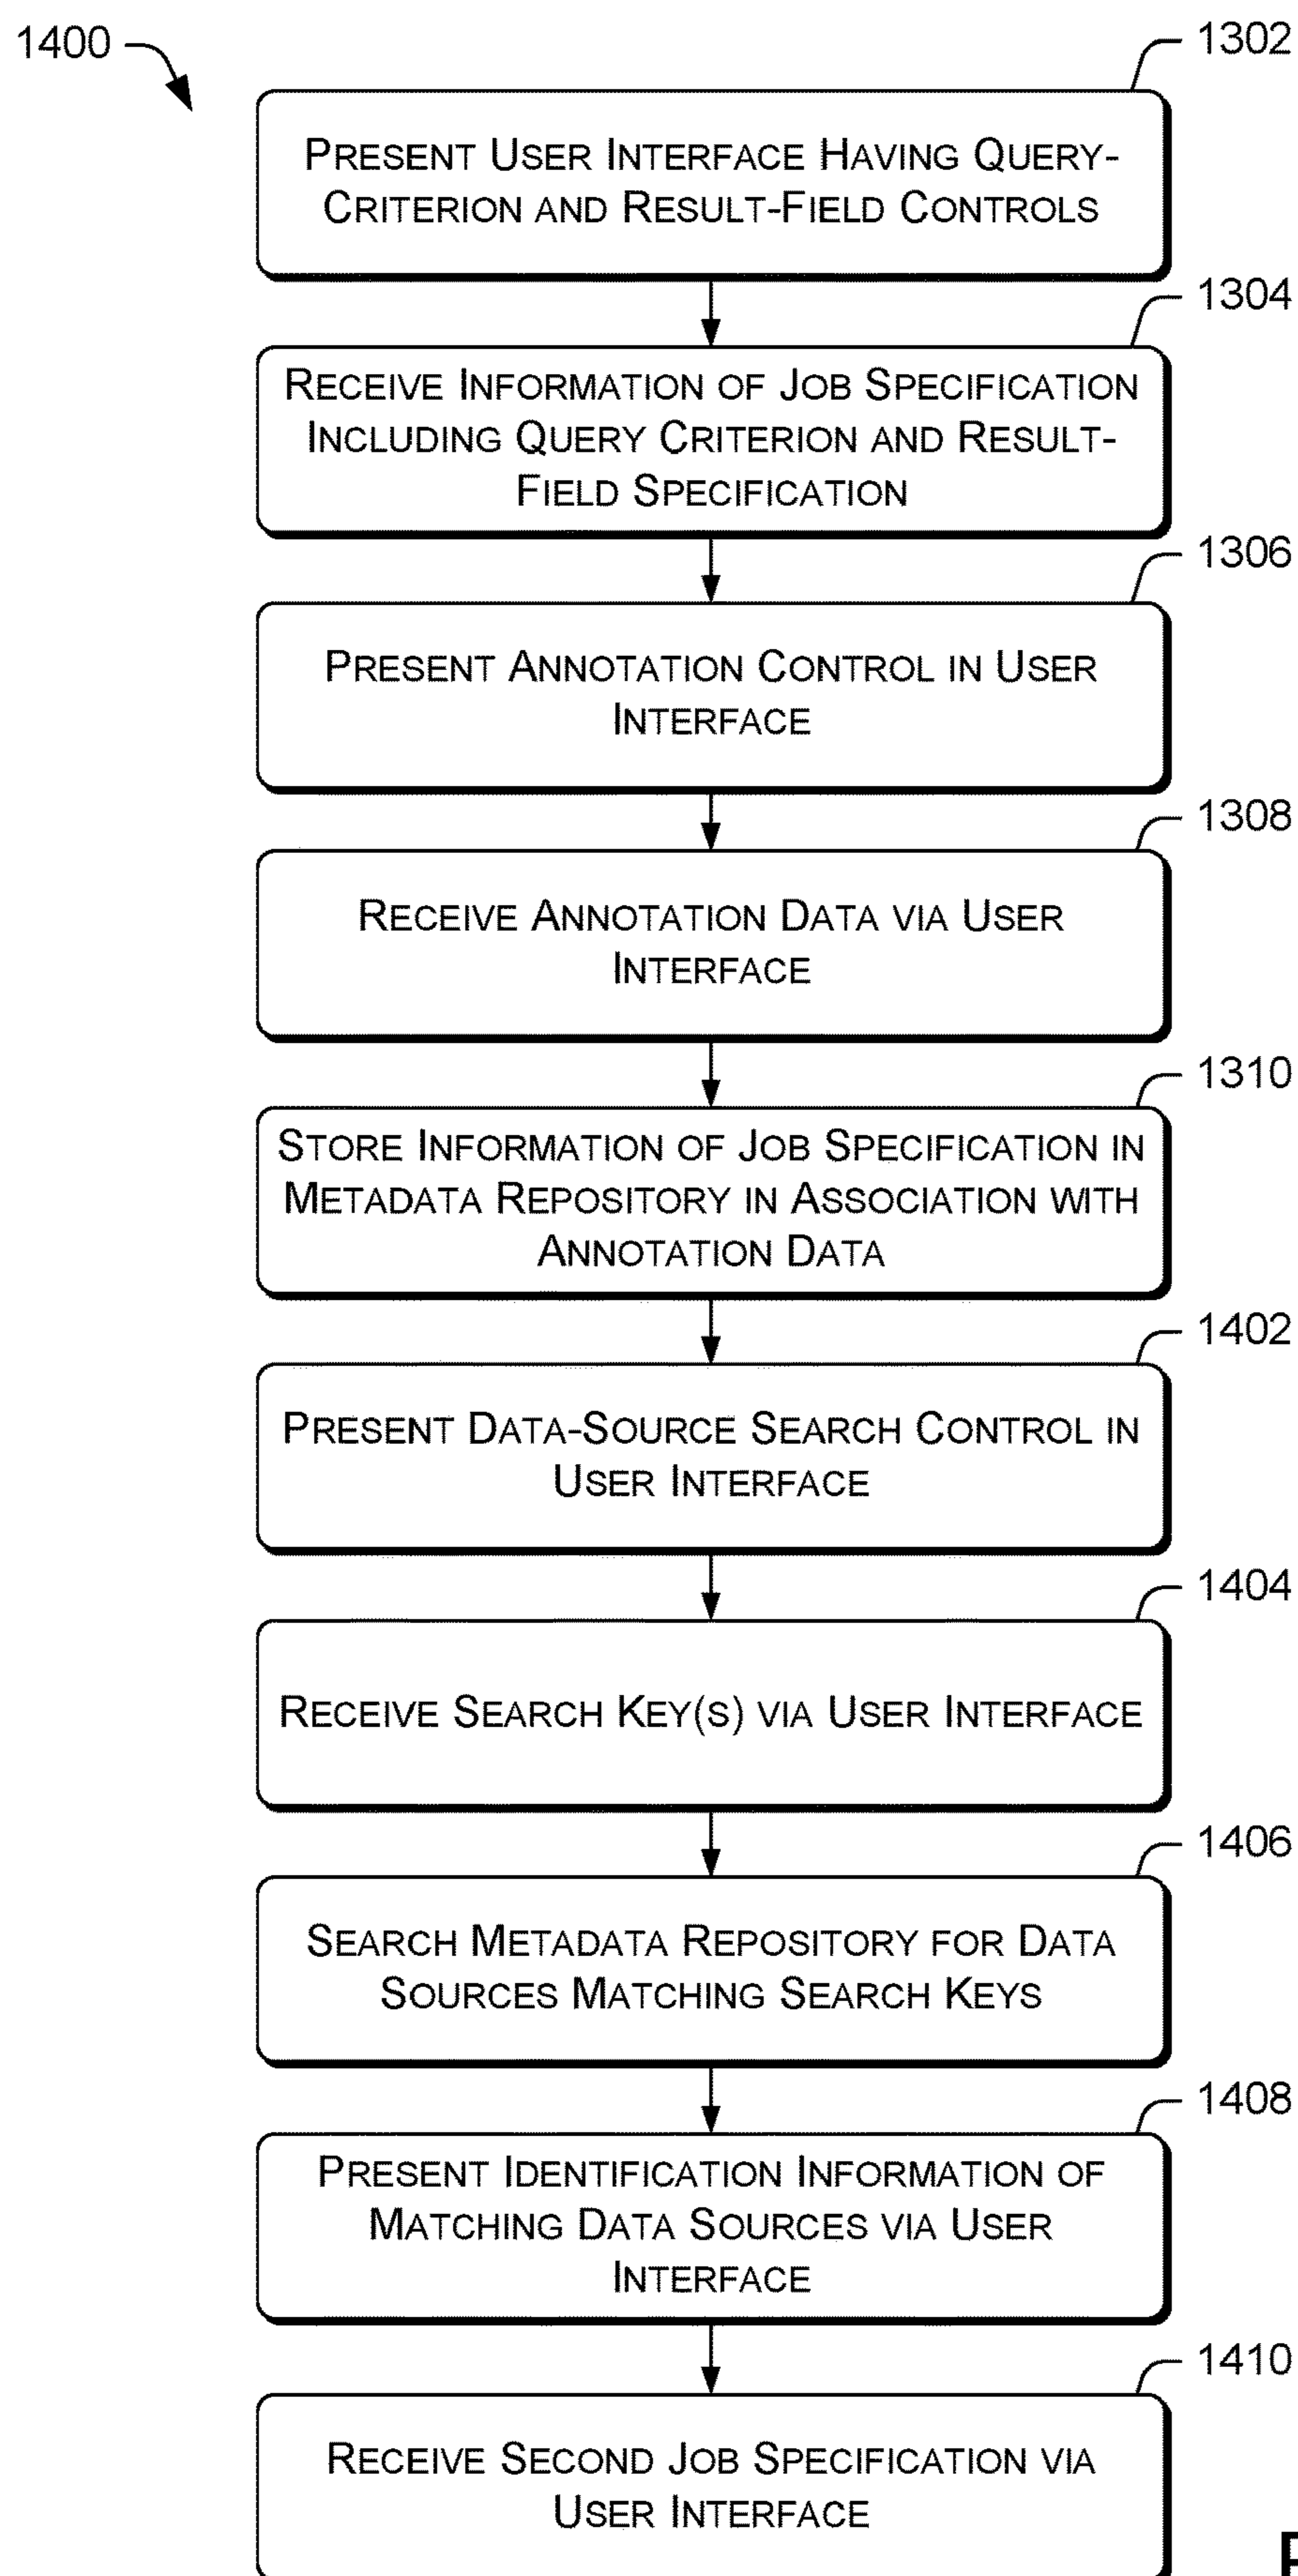 1400
1302
PRESENT USER INTERFACE HAVING QUERY-
CRITERION AND RESULT-FIELD CONTROLS
1304
RECEIVE INFORMATION OF JOB SPECIFICATION
INCLUDING QUERY CRITERION AND RESULT-
FIELD SPECIFICATION
1306
PRESENT ANNOTATION CONTROL IN USER
INTERFACE
1308
RECEIVE ANNOTATION DATA VIA USER
INTERFACE
1310
STORE INFORMATION OF JOB SPECIFICATION IN
METADATA REPOSITORY IN ASSOCIATION WITH
ANNOTATION DATA
1402
PRESENT DATA-SOURCE SEARCH CONTROL IN
USER INTERFACE
1404
RECEIVE SEARCH KEY(S) VIA USER INTERFACE
1406
SEARCH METADATA REPOSITORY FOR DATA
SOURCES MATCHING SEARCH KEYS
1408
PRESENT IDENTIFICATION INFORMATION OF
MATCHING DATA SOURCES VIA USER
INTERFACE
1410
RECEIVE SECOND JOB SPECIFICATION VIA
USER INTERFACE